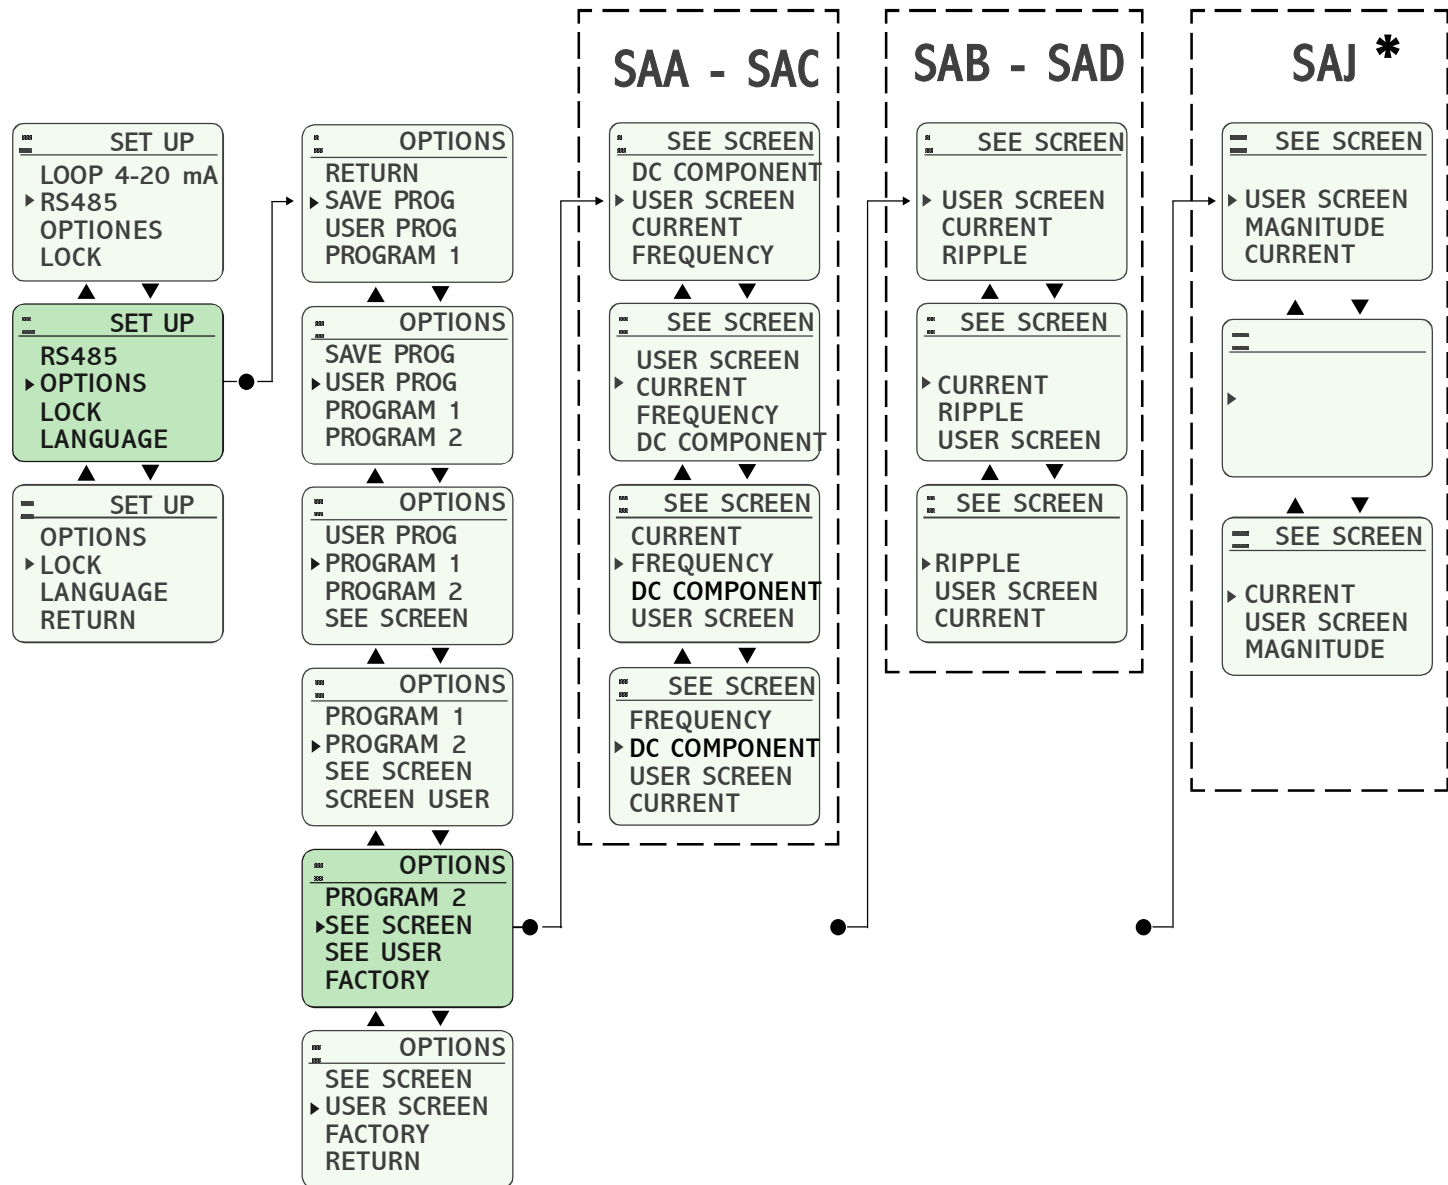 SET UP
LOOP 4-20 mA
RS485
OPTIONES
LOCK
SET UP
RS485
OPTIONS
LOCK
LANGUAGE
SET UP
OPTIONS
LOCK
LANGUAGE
RETURN
OPTIONS
RETURN
SAVE PROG
USER PROG
PROGRAM 1
OPTIONS
SAVE PROG
USER PROG
PROGRAM 1
PROGRAM 2
OPTIONS
USER PROG
PROGRAM 1
PROGRAM 2
SEE SCREEN
OPTIONS
PROGRAM 1
PROGRAM 2
SEE SCREEN
SCREEN USER
OPTIONS
PROGRAM 2
SEE SCREEN
SEE USER
FACTORY
OPTIONS
SEE SCREEN
USER SCREEN
FACTORY
RETURN
SAA - SAC
SEE SCREEN
DC COMPONENT
USER SCREEN
CURRENT
FREQUENCY
SEE SCREEN
USER SCREEN
CURRENT
FREQUENCY
DC COMPONENT
SEE SCREEN
CURRENT
FREQUENCY
DC COMPONENT
USER SCREEN
SEE SCREEN
FREQUENCY
DC COMPONENT
USER SCREEN
CURRENT
SAB - SAD
SEE SCREEN
USER SCREEN
CURRENT
RIPPLE
SEE SCREEN
CURRENT
RIPPLE
USER SCREEN
SEE SCREEN
RIPPLE
USER SCREEN
CURRENT
SAJ *
SEE SCREEN
USER SCREEN
MAGNITUDE
CURRENT
SEE SCREEN
CURRENT
USER SCREEN
MAGNITUDE